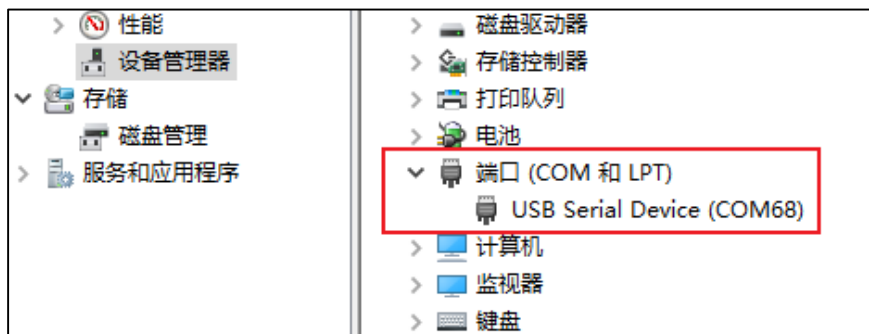 性能
设备管理器
存储
磁盘管理
服务和应用程序
磁盘驱动器
存储控制器
打印队列
电池
端口 (COM 和 LPT)
USB Serial Device (COM68)
计算机
监视器
键盘